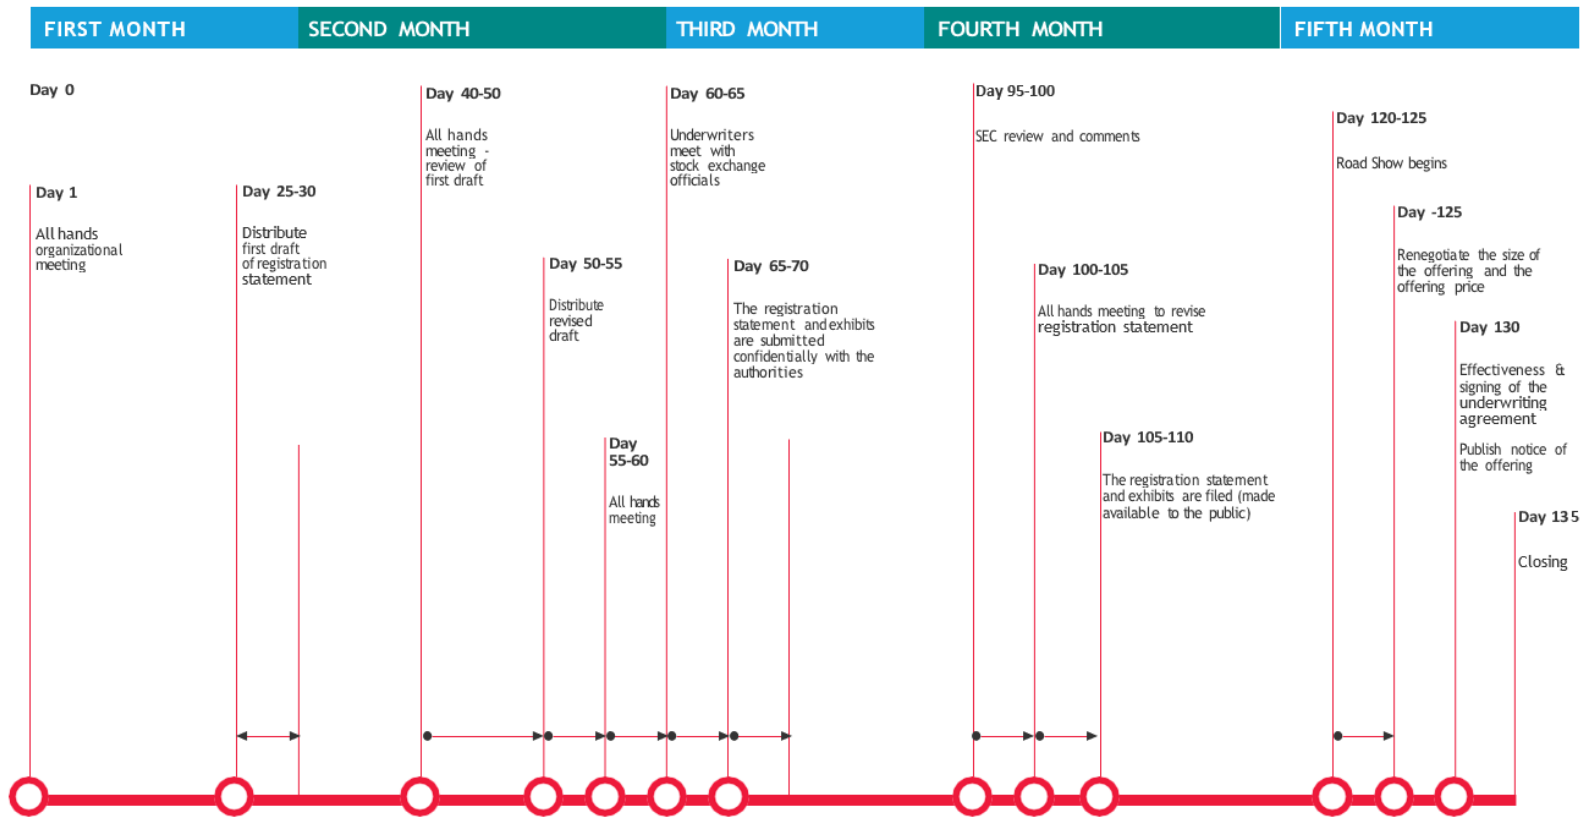 FIRST MONTH
SECOND MONTH
THIRD MONTH
FOURTH MONTH
FIFTH MONTH
Day 0
Day 1
All hands
organizational
meeting
Day 25-30
Distribute
first draft
of registration
statement
Day 40-50
All hands
meeting -
review of
first draft
Day 50-55
Distribute
revised
draft
Day
55-60
All hands
meeting
Day 60-65
Underwriters
meet with
stock exchange
officials
Day 65-70
The registration
statement and exhibits
are submitted
confidentially with the
authorities
Day 95-100
SEC review and comments
Day 100-105
All hands meeting to revise
registration statement
Day 105-110
The registration statement
and exhibits are filed (made
available to the public)
Day 120-125
Road Show begins
Day -125
Renegotiate the size of
the offering and the
offering price
Day 130
Effectiveness &
signing of the
underwriting
agreement
Publish notice of
the offering
Day 135
Closing